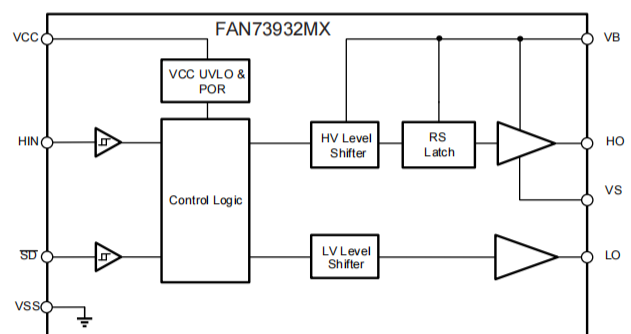 FAN73932MX
VCC
VB
VCC UVLO &
POR
HIN
HV Level
Shifter
RS
Latch
HO
VS
Control Logic
SD
LV Level
Shifter
LO
VSS